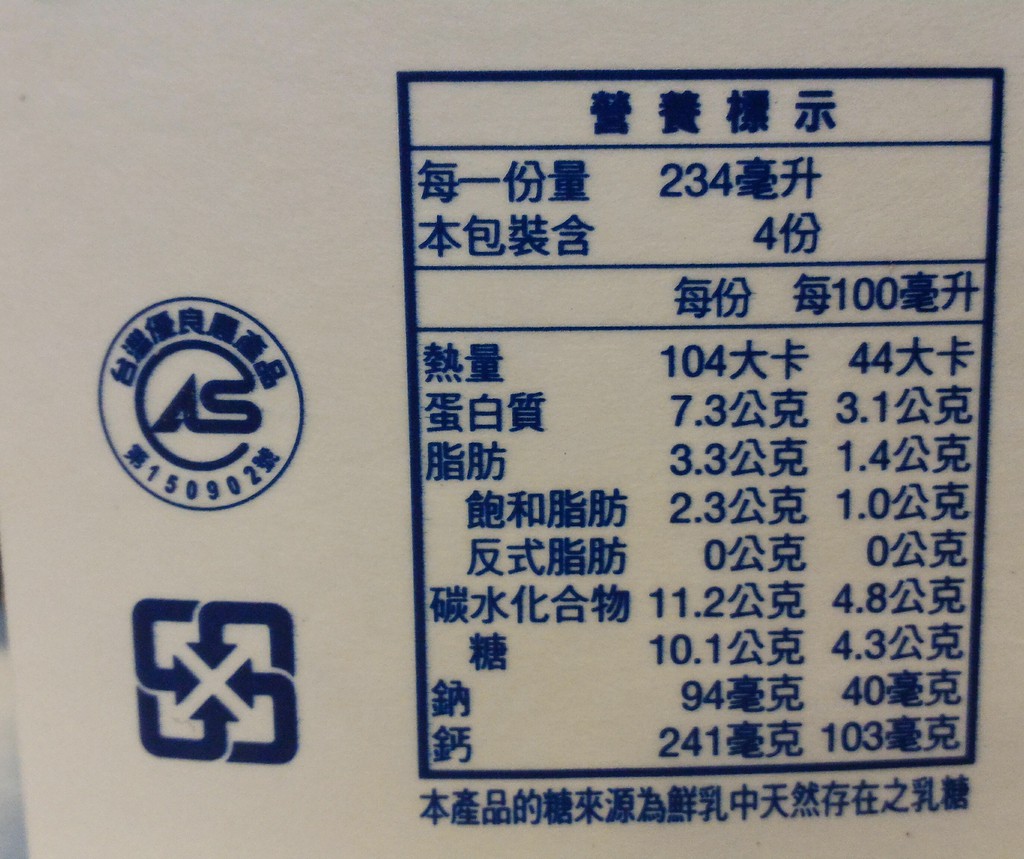 營養標示
每一份量 234毫升
本包裝含 4份
每份 每100毫升
熱量 104大卡 44大卡
蛋白質 7.3公克 3.1公克
脂肪 3.3公克 1.4公克
飽和脂肪 2.3公克 1.0公克
反式脂肪 0公克 0公克
碳水化合物 11.2公克 4.8公克
糖 10.1公克 4.3公克
鈉 94毫克 40毫克
鈣 241毫克 103毫克
本產品的糖來源為鮮乳中天然存在之乳糖
台灣優良農產品
CAS
第150902號